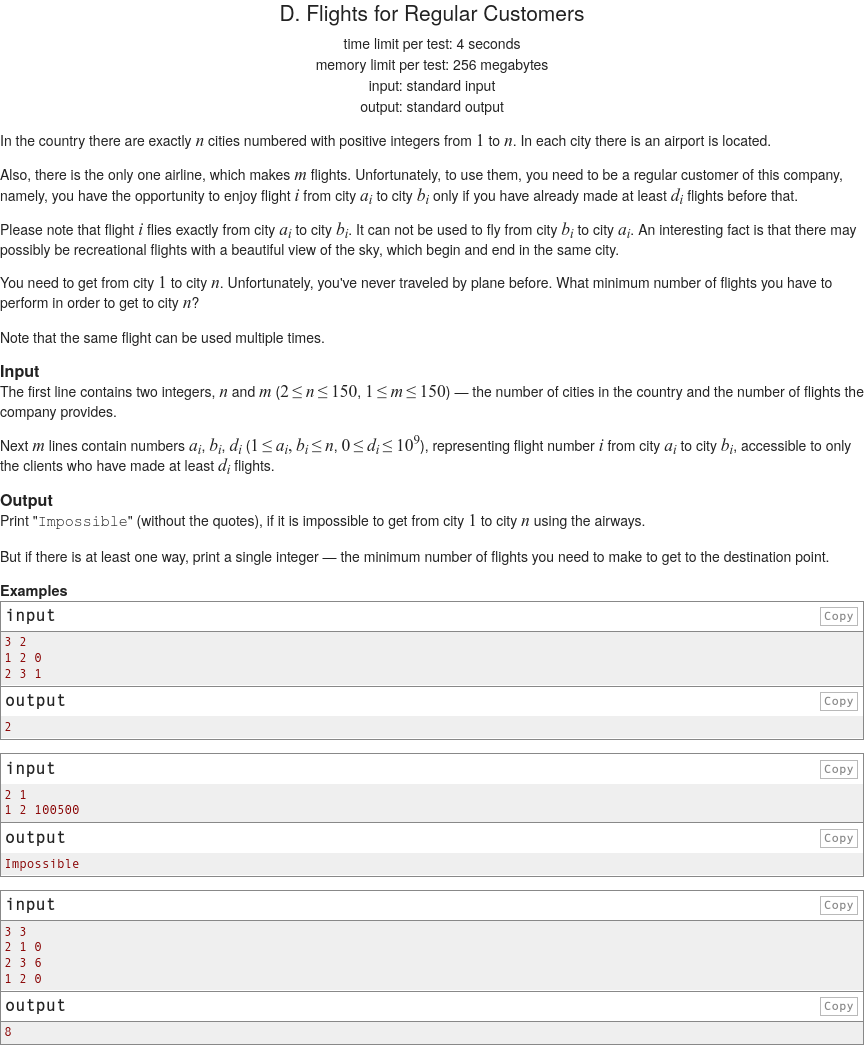 D. Flights for Regular Customers
time limit per test: 4 seconds
memory limit per test: 256 megabytes
input: standard input
output: standard output
In the country there are exactly n cities numbered with positive integers from 1 to n. In each city there is an airport is located.
Also, there is the only one airline, which makes m flights. Unfortunately, to use them, you need to be a regular customer of this company,
namely, you have the opportunity to enjoy flight i from city a_i to city b_i only if you have already made at least d_i flights before that.
Please note that flight i flies exactly from city a_i to city b_i. It can not be used to fly from city b_i to city a_i. An interesting fact is that there may
possibly be recreational flights with a beautiful view of the sky, which begin and end in the same city.
You need to get from city 1 to city n. Unfortunately, you've never traveled by plane before. What minimum number of flights you have to
perform in order to get to city n?
Note that the same flight can be used multiple times.
Input
The first line contains two integers, n and m (2 ≤ n ≤ 150, 1 ≤ m ≤ 150) — the number of cities in the country and the number of flights the
company provides.
Next m lines contain numbers a_i, b_i, d_i (1 ≤ a_i, b_i ≤ n, 0 ≤ d_i ≤ 10^9), representing flight number i from city a_i to city b_i, accessible to only
the clients who have made at least d_i flights.
Output
Print "Impossible" (without the quotes), if it is impossible to get from city 1 to city n using the airways.
But if there is at least one way, print a single integer — the minimum number of flights you need to make to get to the destination point.
Examples
input Copy
3 2
1 2 0
2 3 1
output Copy
2
input Copy
2 1
1 2 100500
output Copy
Impossible
input Copy
3 3
2 1 0
2 3 6
1 2 0
output Copy
8